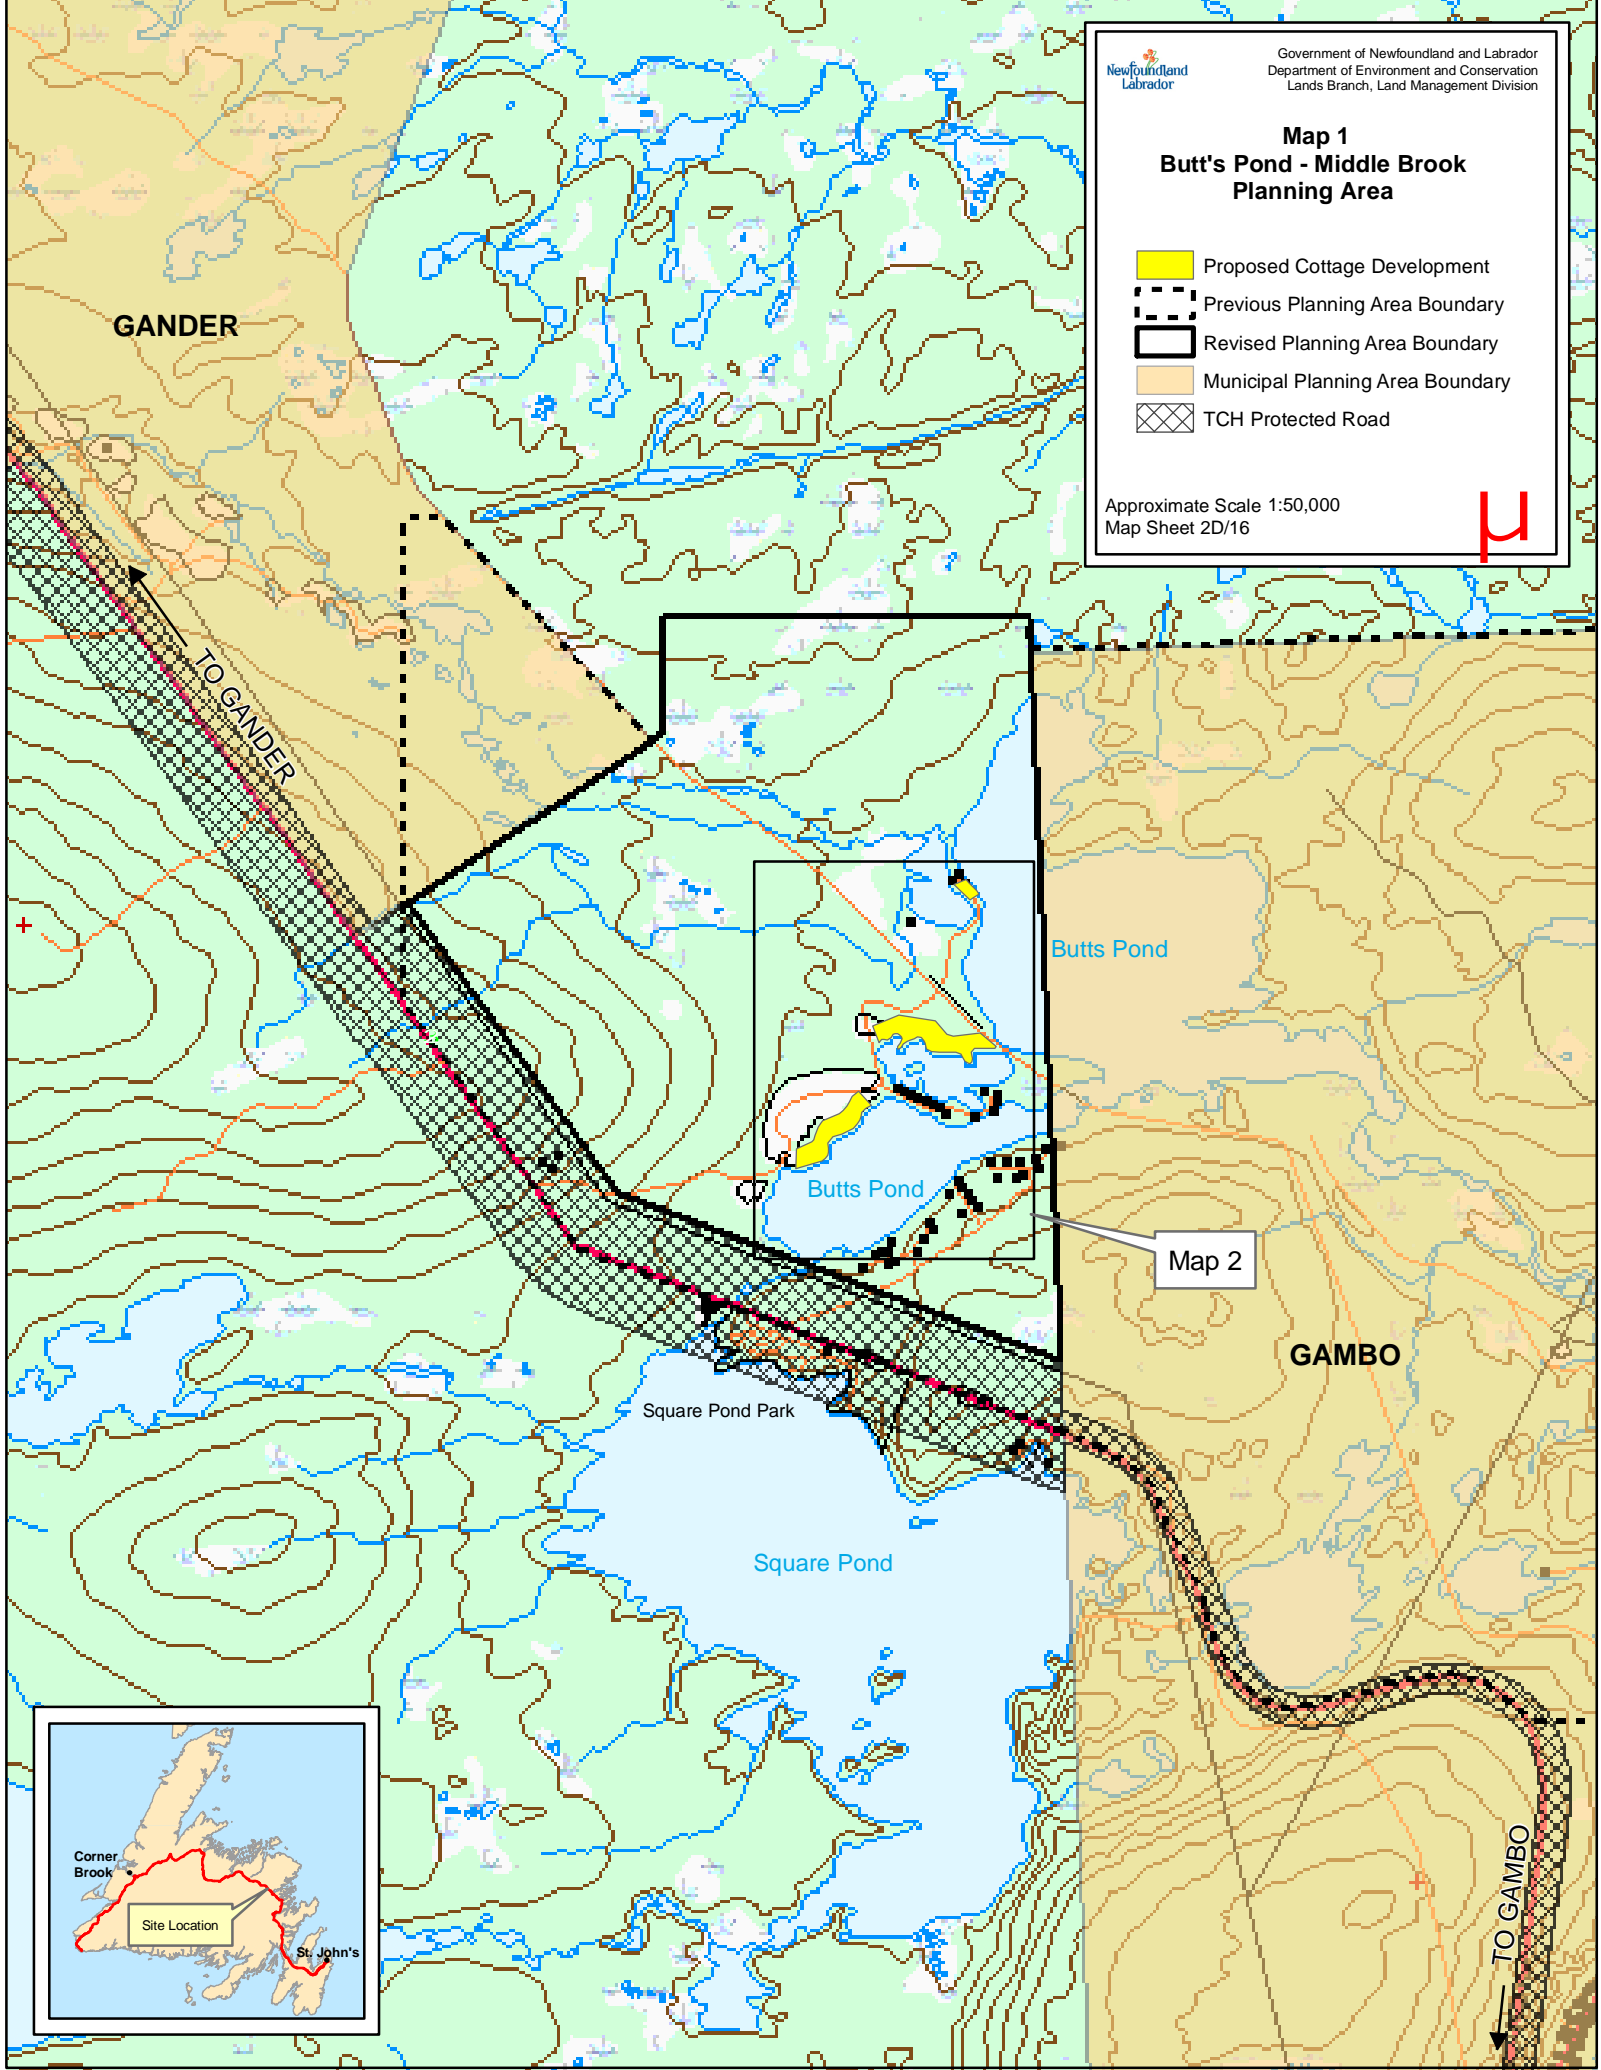 Newfoundland
Labrador
Government of Newfoundland and Labrador
Department of Environment and Conservation
Lands Branch, Land Management Division
Map 1
Butt's Pond - Middle Brook
Planning Area
Proposed Cottage Development
Previous Planning Area Boundary
Revised Planning Area Boundary
Municipal Planning Area Boundary
TCH Protected Road
Approximate Scale 1:50,000
Map Sheet 2D/16
µ
GANDER
TO GANDER
Butts Pond
Butts Pond
Map 2
GAMBO
Square Pond Park
Square Pond
TO GAMBO
Corner
Brook
Site Location
St. John's